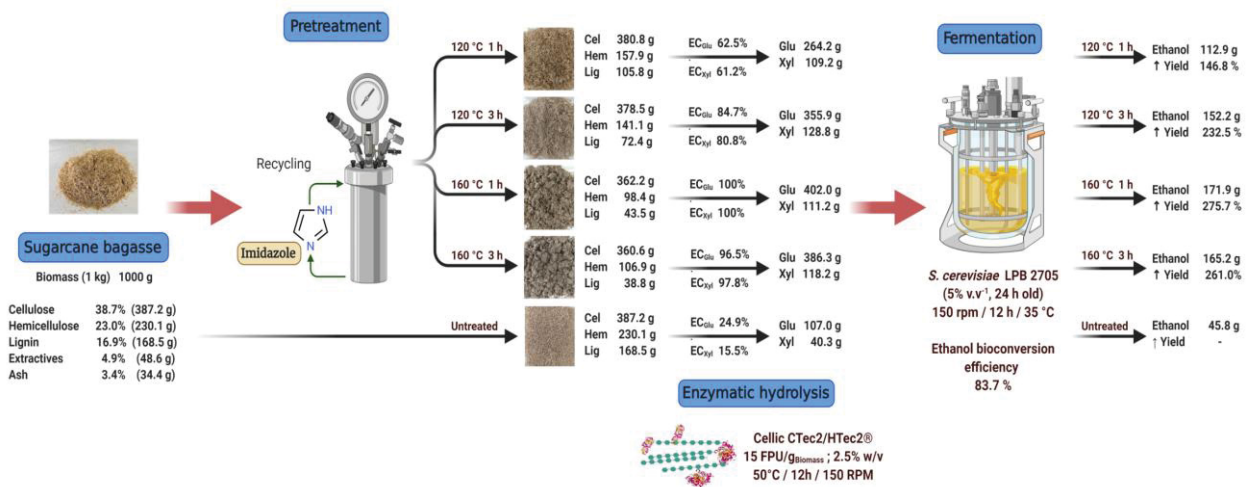 Pretreatment
Recycling
NH
N
Imidazole
Sugarcane bagasse
Biomass (1 kg) 1000 g
Cellulose 38.7% (387.2 g)
Hemicellulose 23.0% (230.1 g)
Lignin 16.9% (168.5 g)
Extractives 4.9% (48.6 g)
Ash 3.4% (34.4 g)
120 °C 1 h
Cel 380.8 g
Hem 157.9 g
Lig 105.8 g
EC_Glu 62.5%
EC_Xyl 61.2%
Glu 264.2 g
Xyl 109.2 g
120 °C 3 h
Cel 378.5 g
Hem 141.1 g
Lig 72.4 g
EC_Glu 84.7%
EC_Xyl 80.8%
Glu 355.9 g
Xyl 128.8 g
160 °C 1 h
Cel 362.2 g
Hem 98.4 g
Lig 43.5 g
EC_Glu 100%
EC_Xyl 100%
Glu 402.0 g
Xyl 111.2 g
160 °C 3 h
Cel 360.6 g
Hem 106.9 g
Lig 38.8 g
EC_Glu 96.5%
EC_Xyl 97.8%
Glu 386.3 g
Xyl 118.2 g
Untreated
Cel 387.2 g
Hem 230.1 g
Lig 168.5 g
EC_Glu 24.9%
EC_Xyl 15.5%
Glu 107.0 g
Xyl 40.3 g
Enzymatic hydrolysis
Cellic CTec2/HTec2®
15 FPU/g_Biomass ; 2.5% w/v
50°C / 12h / 150 RPM
Fermentation
S. cerevisiae LPB 2705
(5% v.v⁻¹, 24 h old)
150 rpm / 12 h / 35 °C
Ethanol bioconversion
efficiency
83.7 %
120 °C 1 h
Ethanol 112.9 g
↑ Yield 146.8 %
120 °C 3 h
Ethanol 152.2 g
↑ Yield 232.5 %
160 °C 1 h
Ethanol 171.9 g
↑ Yield 275.7 %
160 °C 3 h
Ethanol 165.2 g
↑ Yield 261.0%
Untreated
Ethanol 45.8 g
↑ Yield -